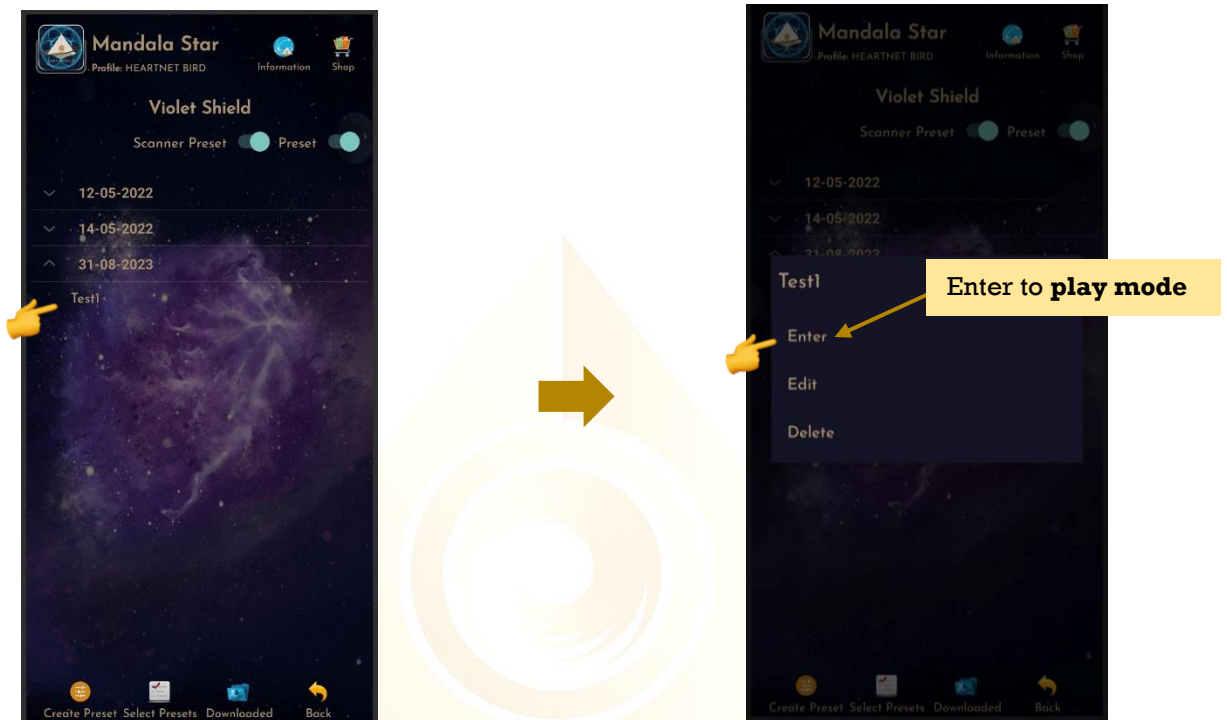 Mandala Star
Profile: HEARTNET BIRD
Information Shop
Violet Shield
Scanner Preset Preset
12-05-2022
14-05-2022
31-08-2023
Test1
Create Preset Select Presets Downloaded Back
Mandala Star
Profile: HEARTNET BIRD
Information Shop
Violet Shield
Scanner Preset Preset
12-05-2022
14-05-2022
31-08-2023
Test1
Enter to play mode
Enter
Edit
Delete
Create Preset Select Presets Downloaded Back